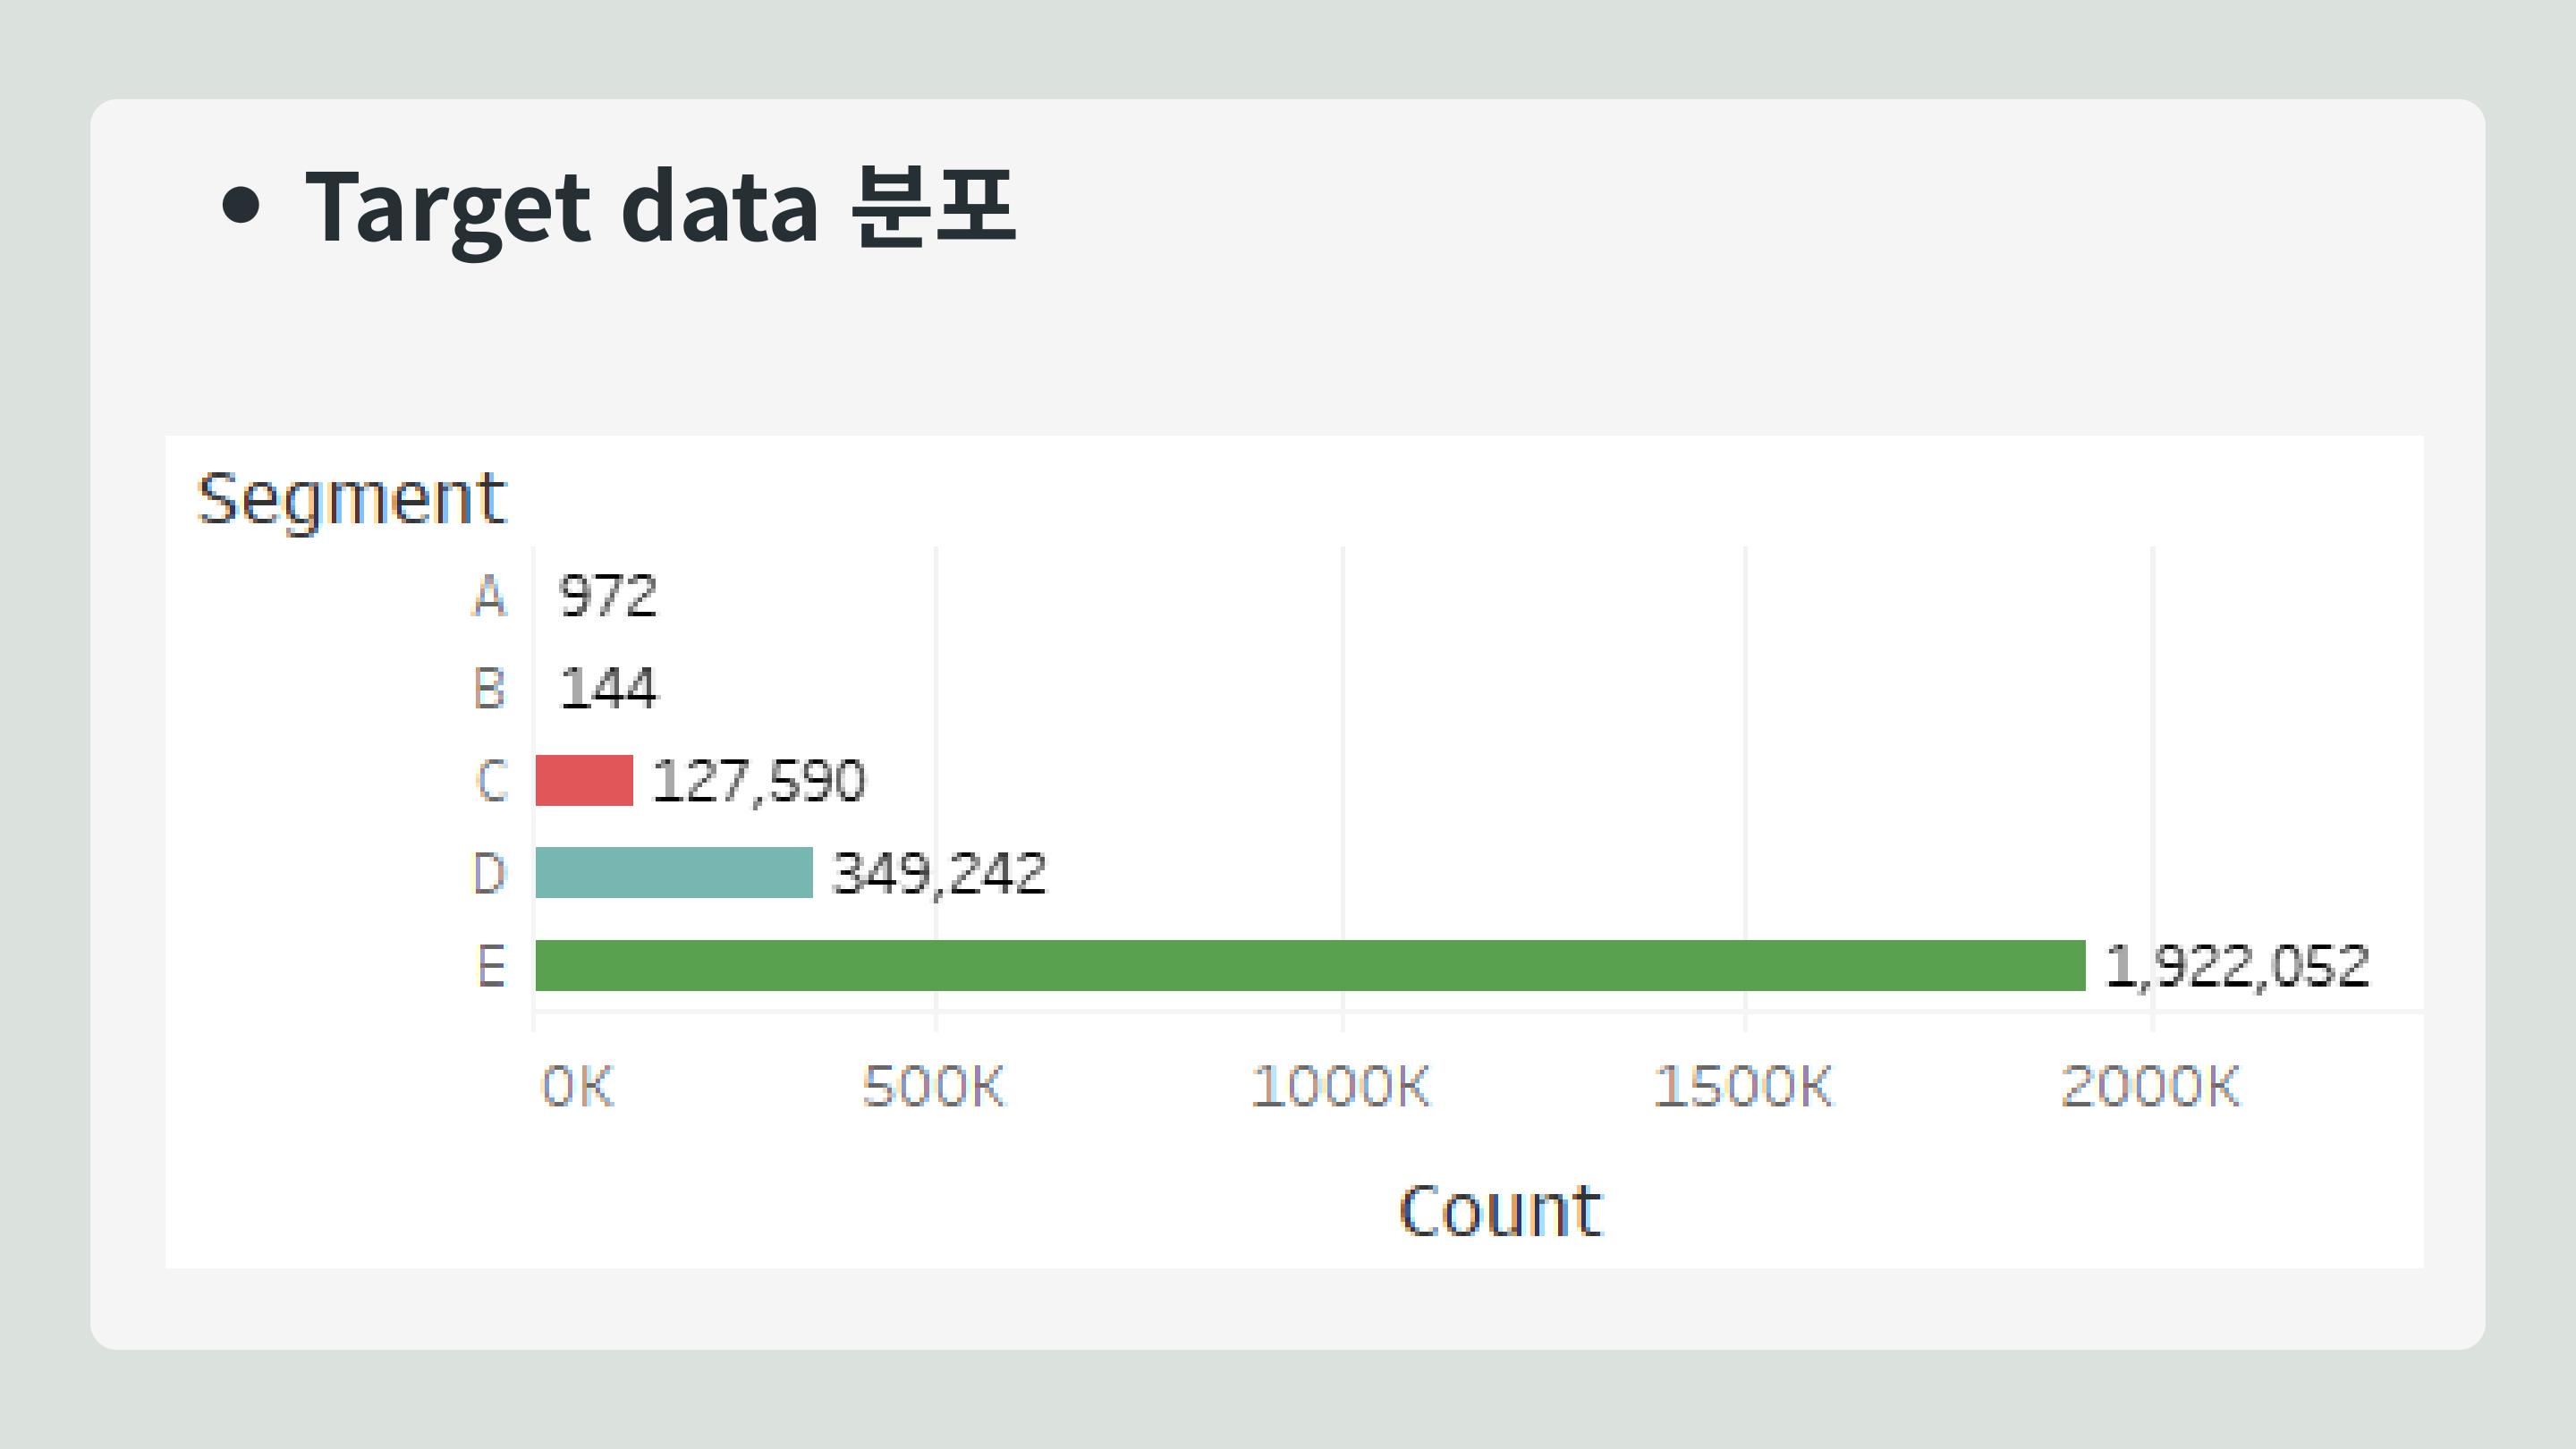 • Target data 분포
Segment
A 972
B 144
C 127,590
D 349,242
E 1,922,052
0K 500K 1000K 1500K 2000K
Count